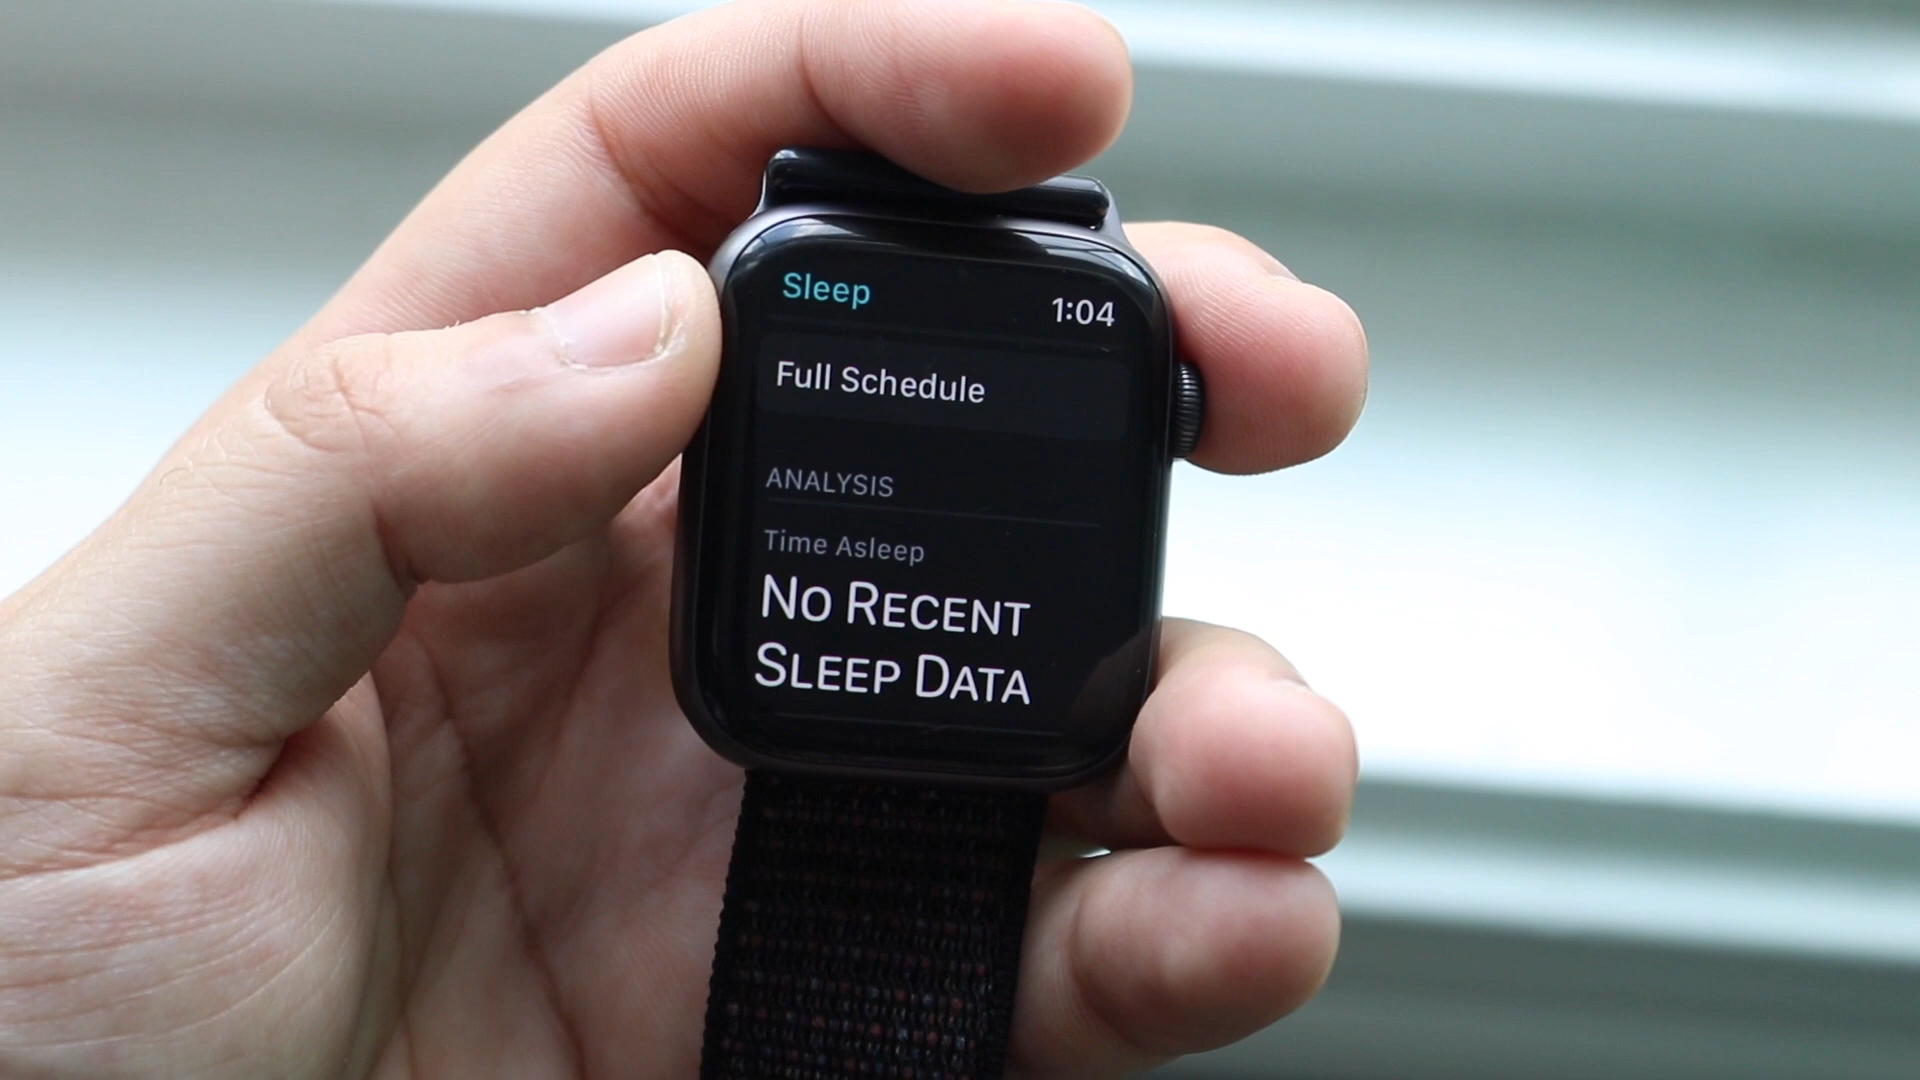 Sleep
1:04
Full Schedule
ANALYSIS
Time Asleep
NO RECENT
SLEEP DATA